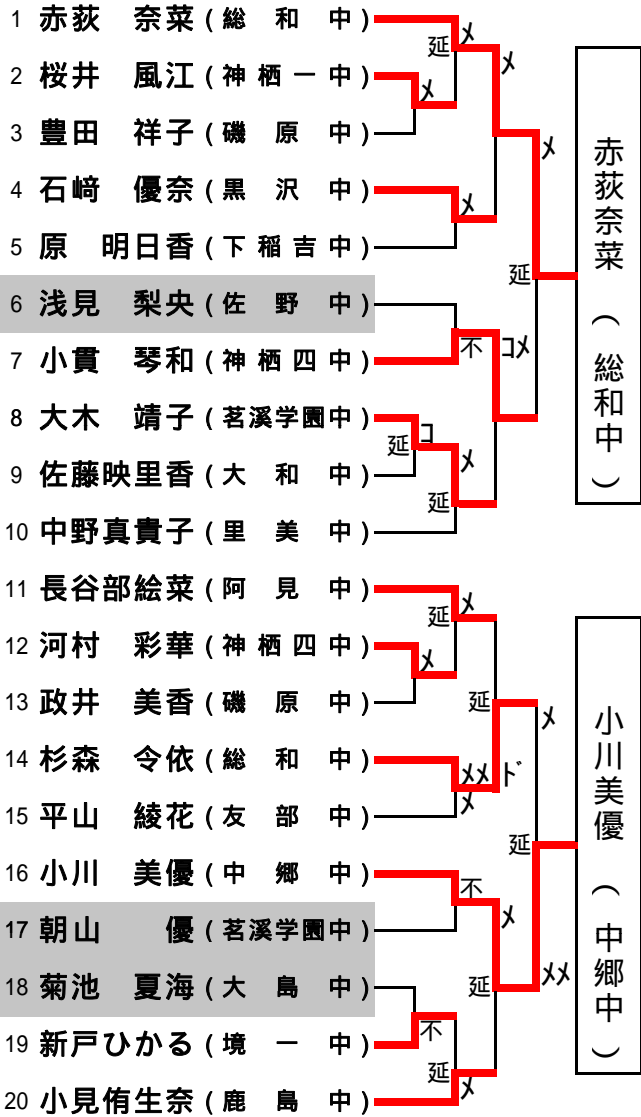 1 赤荻 奈菜(総和中)
2 桜井 風江(神栖一中)
3 豊田 祥子(磯原中)
4 石﨑 優奈(黒沢中)
5 原 明日香(下稲吉中)
6 浅見 梨央(佐野中)
7 小貫 琴和(神栖四中)
8 大木 靖子(茗溪学園中)
9 佐藤映里香(大和中)
10 中野真貴子(里美中)
11 長谷部絵菜(阿見中)
12 河村 彩華(神栖四中)
13 政井 美香(磯原中)
14 杉森 令依(総和中)
15 平山 綾花(友部中)
16 小川 美優(中郷中)
17 朝山 優(茗溪学園中)
18 菊池 夏海(大島中)
19 新戸ひかる(境一中)
20 小見侑生奈(鹿島中)
メ
延
メ
メ
メ
メ
延
不
コメ
コ
延
メ
延
メ
延
メ
延
メ
メメ
ド
メ
延
不
メ
メメ
延
不
延
メ
赤荻奈菜(総和中)
小川美優(中郷中)